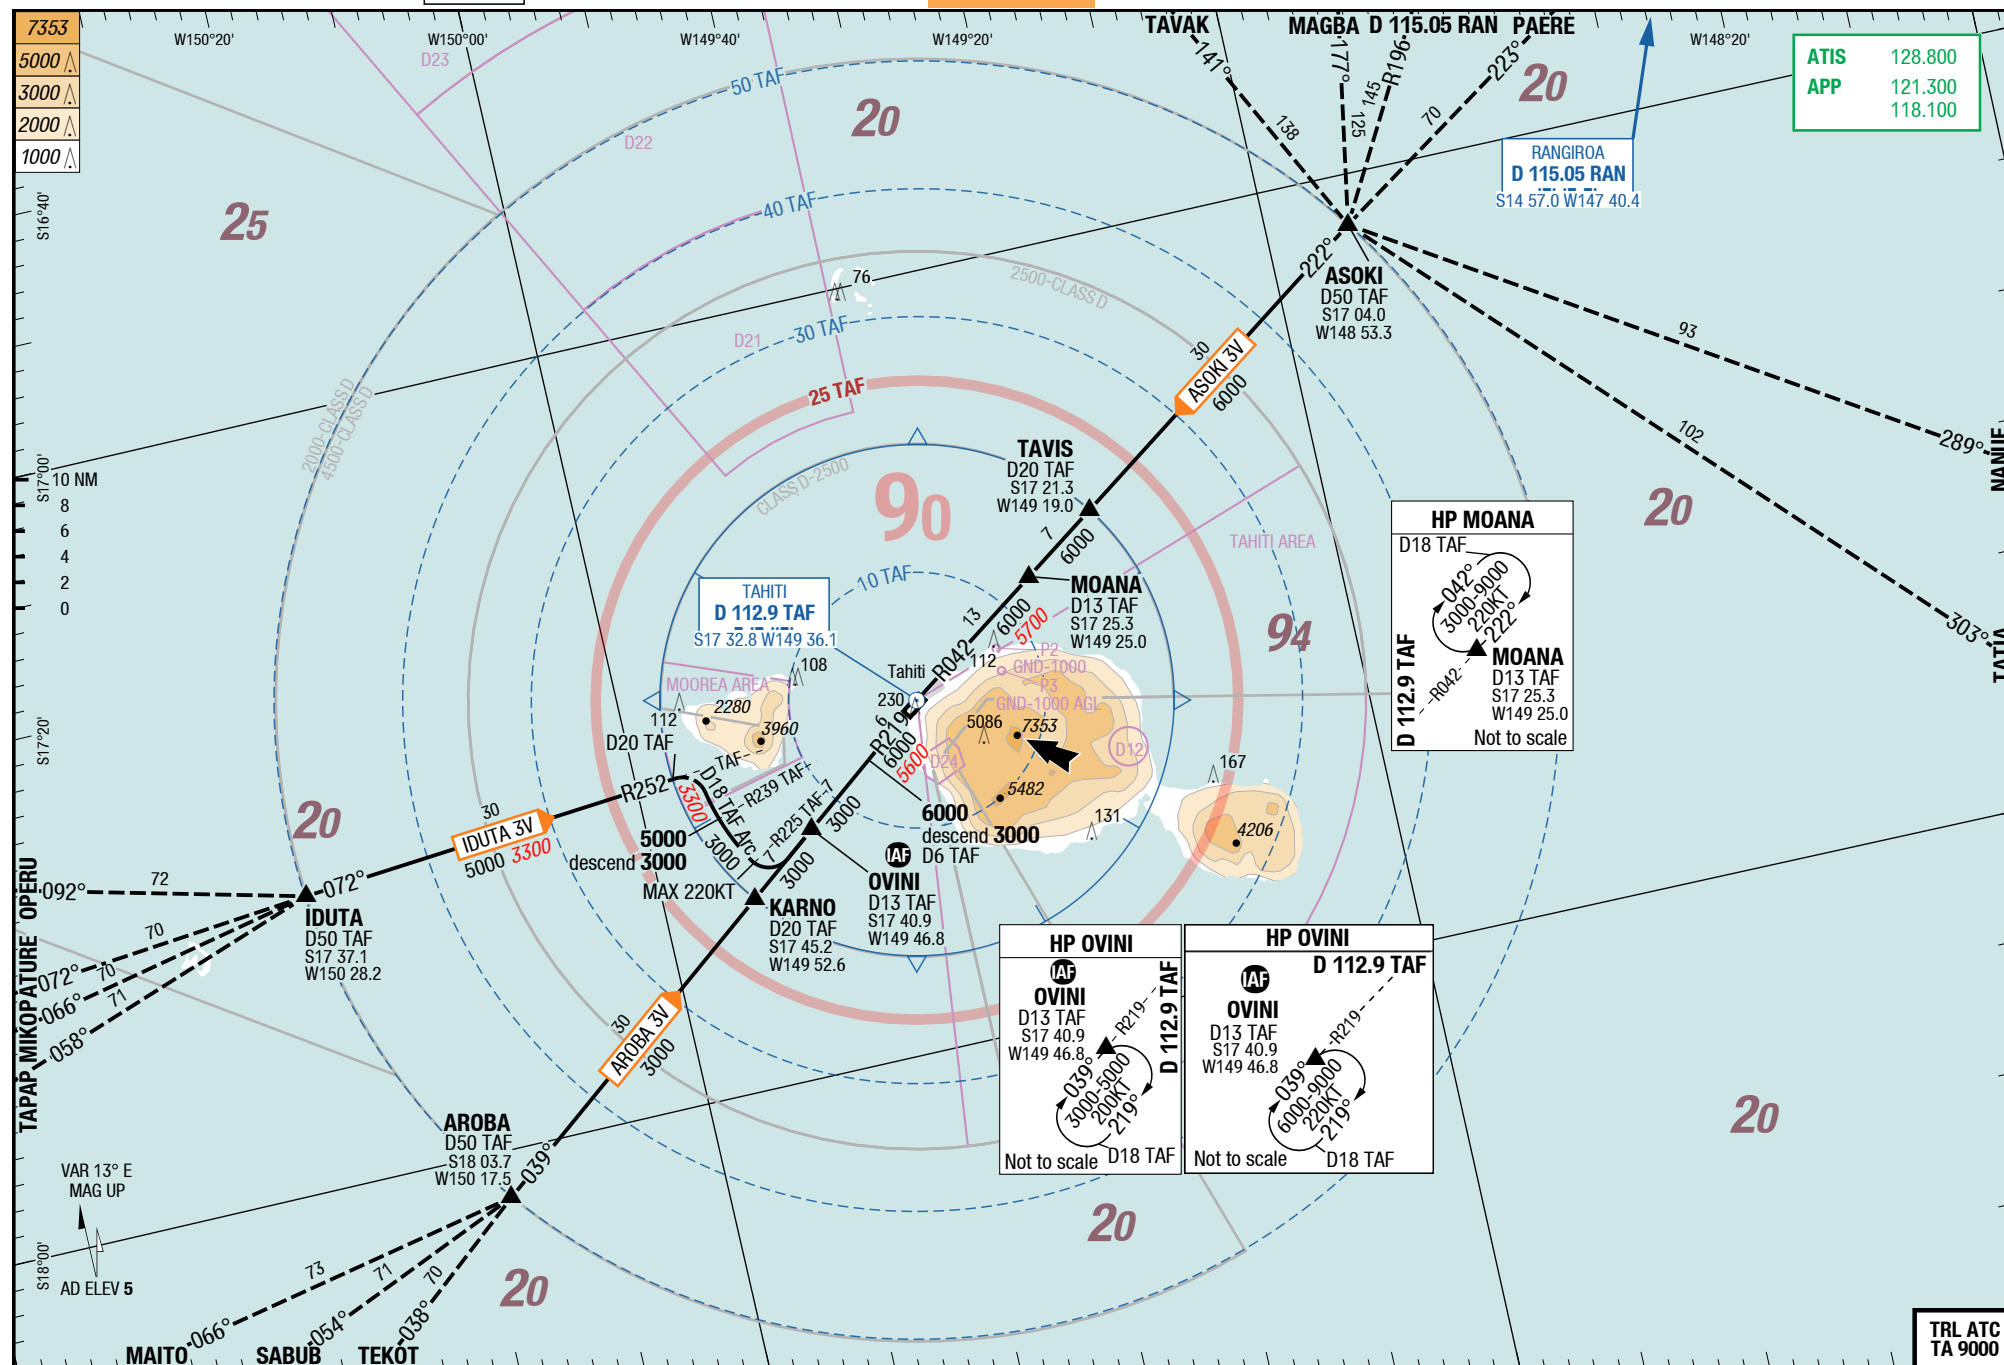 7353
5000
3000
2000
1000
W150°20'
W150°00'
W149°40'
W149°20'
W148°20'
TAVAK
MAGBA
D 115.05 RAN
PAERE
141°
177°
R196
223°
138
125
145
70
ATIS 128.800
APP 121.300
118.100
RANGIROA
D 115.05 RAN
S14 57.0 W147 40.4
D23
D22
D21
50 TAF
40 TAF
30 TAF
25 TAF
10 TAF
20
25
20
S16°40'
S17°00'
S17°20'
S18°00'
76
2500-CLASS D
2000-CLASS D
4500-CLASS D
CLASS D-2500
222°
ASOKI
D50 TAF
S17 04.0
W148 53.3
93
102
289°
NANUE
303°
TATIA
30
ASOKI 3V
6000
10 NM
8
6
4
2
0
90
TAVIS
D20 TAF
S17 21.3
W149 19.0
7
6000
MOANA
D13 TAF
S17 25.3
W149 25.0
13
6000
5700
R042
TAHITI AREA
20
94
HP MOANA
D18 TAF
042°
3000-9000
220KT
222°
MOANA
D13 TAF
S17 25.3
W149 25.0
R042
D 112.9 TAF
Not to scale
TAHITI
D 112.9 TAF
S17 32.8 W149 36.1
Tahiti
230
112
P2
GND-1000
P3
GND-1000 AGL
5086
7353
D12
D24
5482
131
167
4206
108
MOOREA AREA
2280
112
3960
D20 TAF
R252
TAF
D18 TAF Arc
3300
R239 TAF
R225 TAF
7
3000
R219
6
6000
5600
6000
descend 3000
D6 TAF
5000
descend 3000
3000
7
3000
MAX 220KT
IAF
OVINI
D13 TAF
S17 40.9
W149 46.8
KARNO
D20 TAF
S17 45.2
W149 52.6
20
30
IDUTA 3V
5000 3300
072°
IDUTA
D50 TAF
S17 37.1
W150 28.2
092°
72
OPERU
072°
70
PATURE
066°
70
MIKO
058°
71
TAPAP
30
AROBA 3V
3000
AROBA
D50 TAF
S18 03.7
W150 17.5
039°
73
71
70
066°
054°
038°
MAITO
SABUB
TEKOT
VAR 13° E
MAG UP
AD ELEV 5
20
20
20
HP OVINI
IAF
OVINI
D13 TAF
S17 40.9
W149 46.8
R219
D 112.9 TAF
039°
3000-5000
200KT
219°
Not to scale
D18 TAF
HP OVINI
D 112.9 TAF
IAF
OVINI
D13 TAF
S17 40.9
W149 46.8
R219
039°
6000-9000
220KT
219°
Not to scale
D18 TAF
TRL ATC
TA 9000